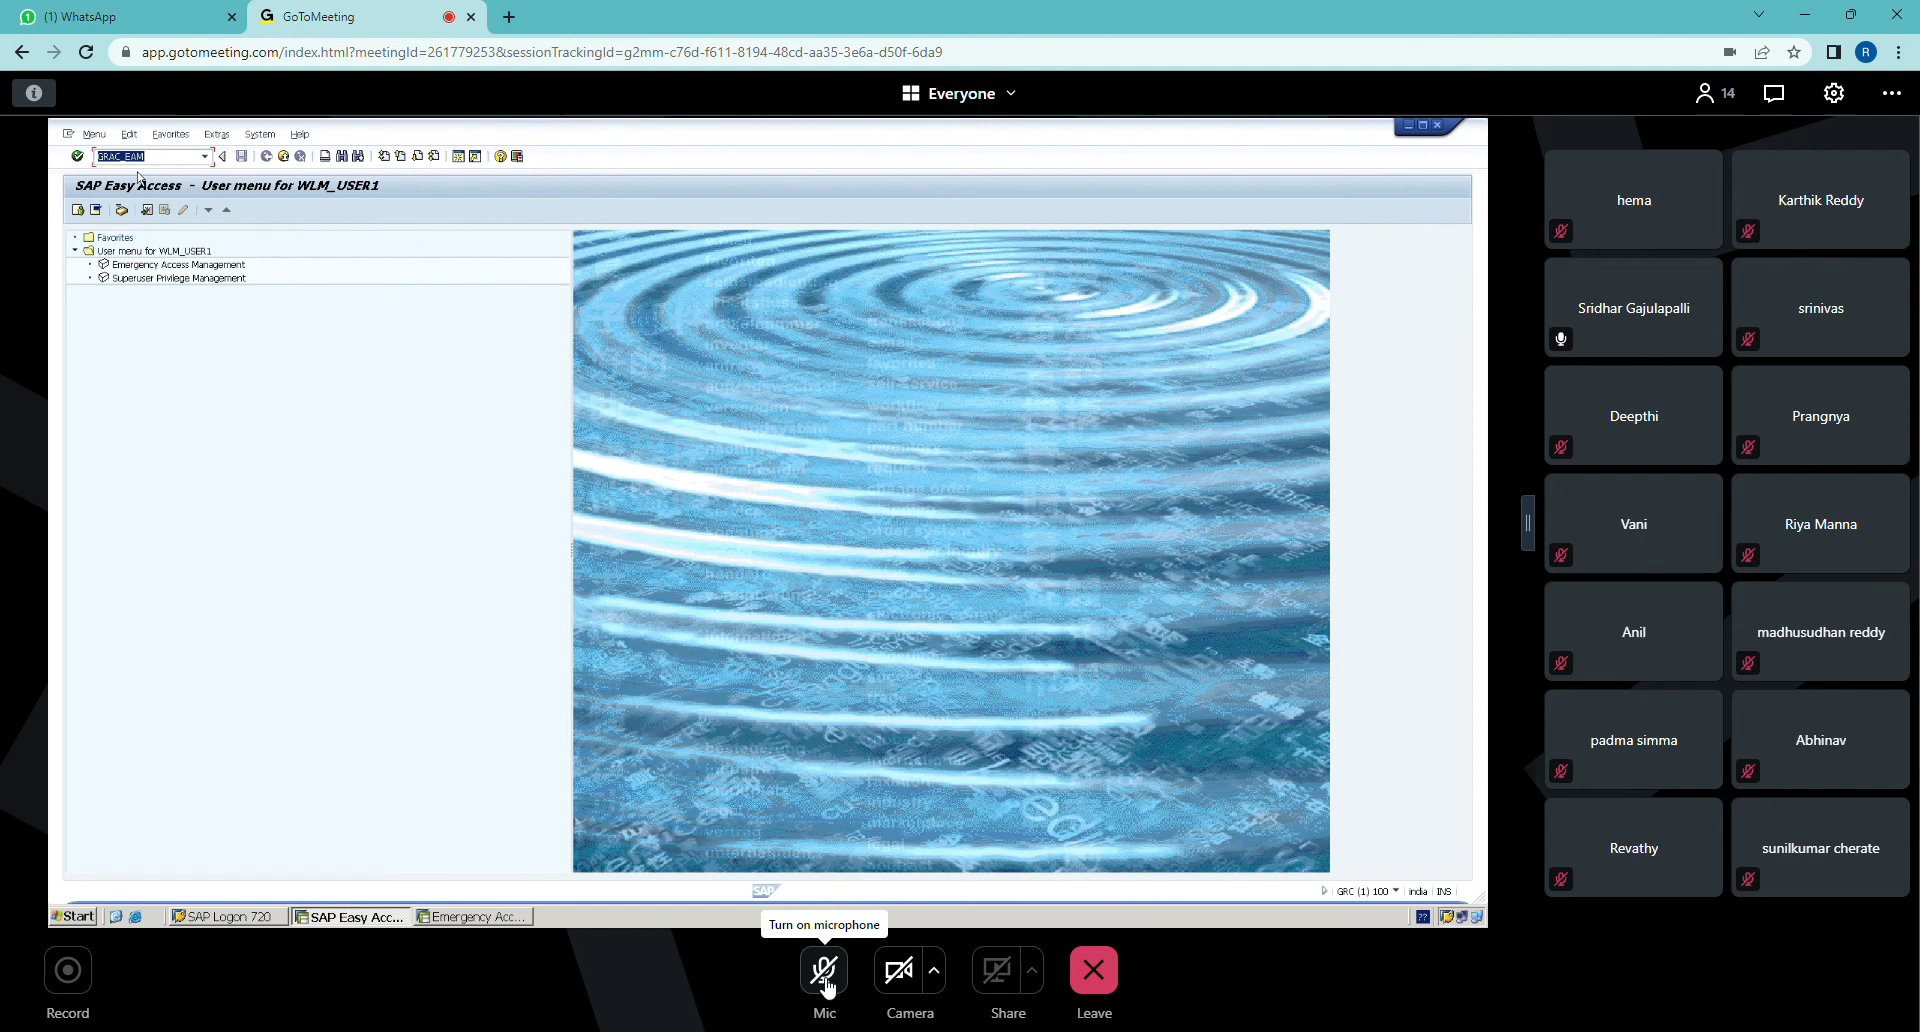 (1) WhatsApp
GoToMeeting
app.gotomeeting.com/index.html?meetingId=261779253&sessionTrackingId=g2mm-c76d-f611-8194-48cd-aa35-3e6a-d50f-6da9
R
Everyone
14
Menu Edit Favorites Extras System Help
GRAC_EAM
SAP Easy Access - User menu for WLM_USER1
Favorites
User menu for WLM_USER1
Emergency Access Management
Superuser Privilege Management
SAP
GRC (1) 100
india
INS
Start
SAP Logon 720
SAP Easy Acc...
Emergency Acc...
Turn on microphone
Record
Mic
Camera
Share
Leave
hema
Karthik Reddy
Sridhar Gajulapalli
srinivas
Deepthi
Prangnya
Vani
Riya Manna
Anil
madhusudhan reddy
padma simma
Abhinav
Revathy
sunilkumar cherate